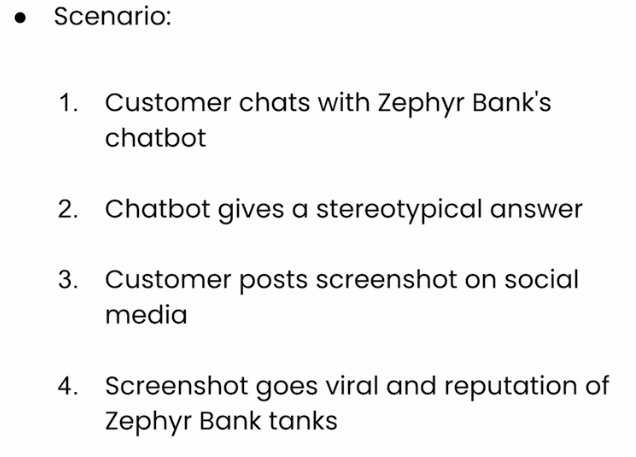 ● Scenario:
1. Customer chats with Zephyr Bank's
chatbot
2. Chatbot gives a stereotypical answer
3. Customer posts screenshot on social
media
4. Screenshot goes viral and reputation of
Zephyr Bank tanks